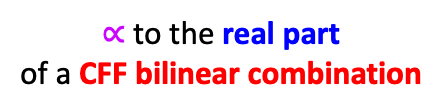 ∝ to the real part
of a CFF bilinear combination